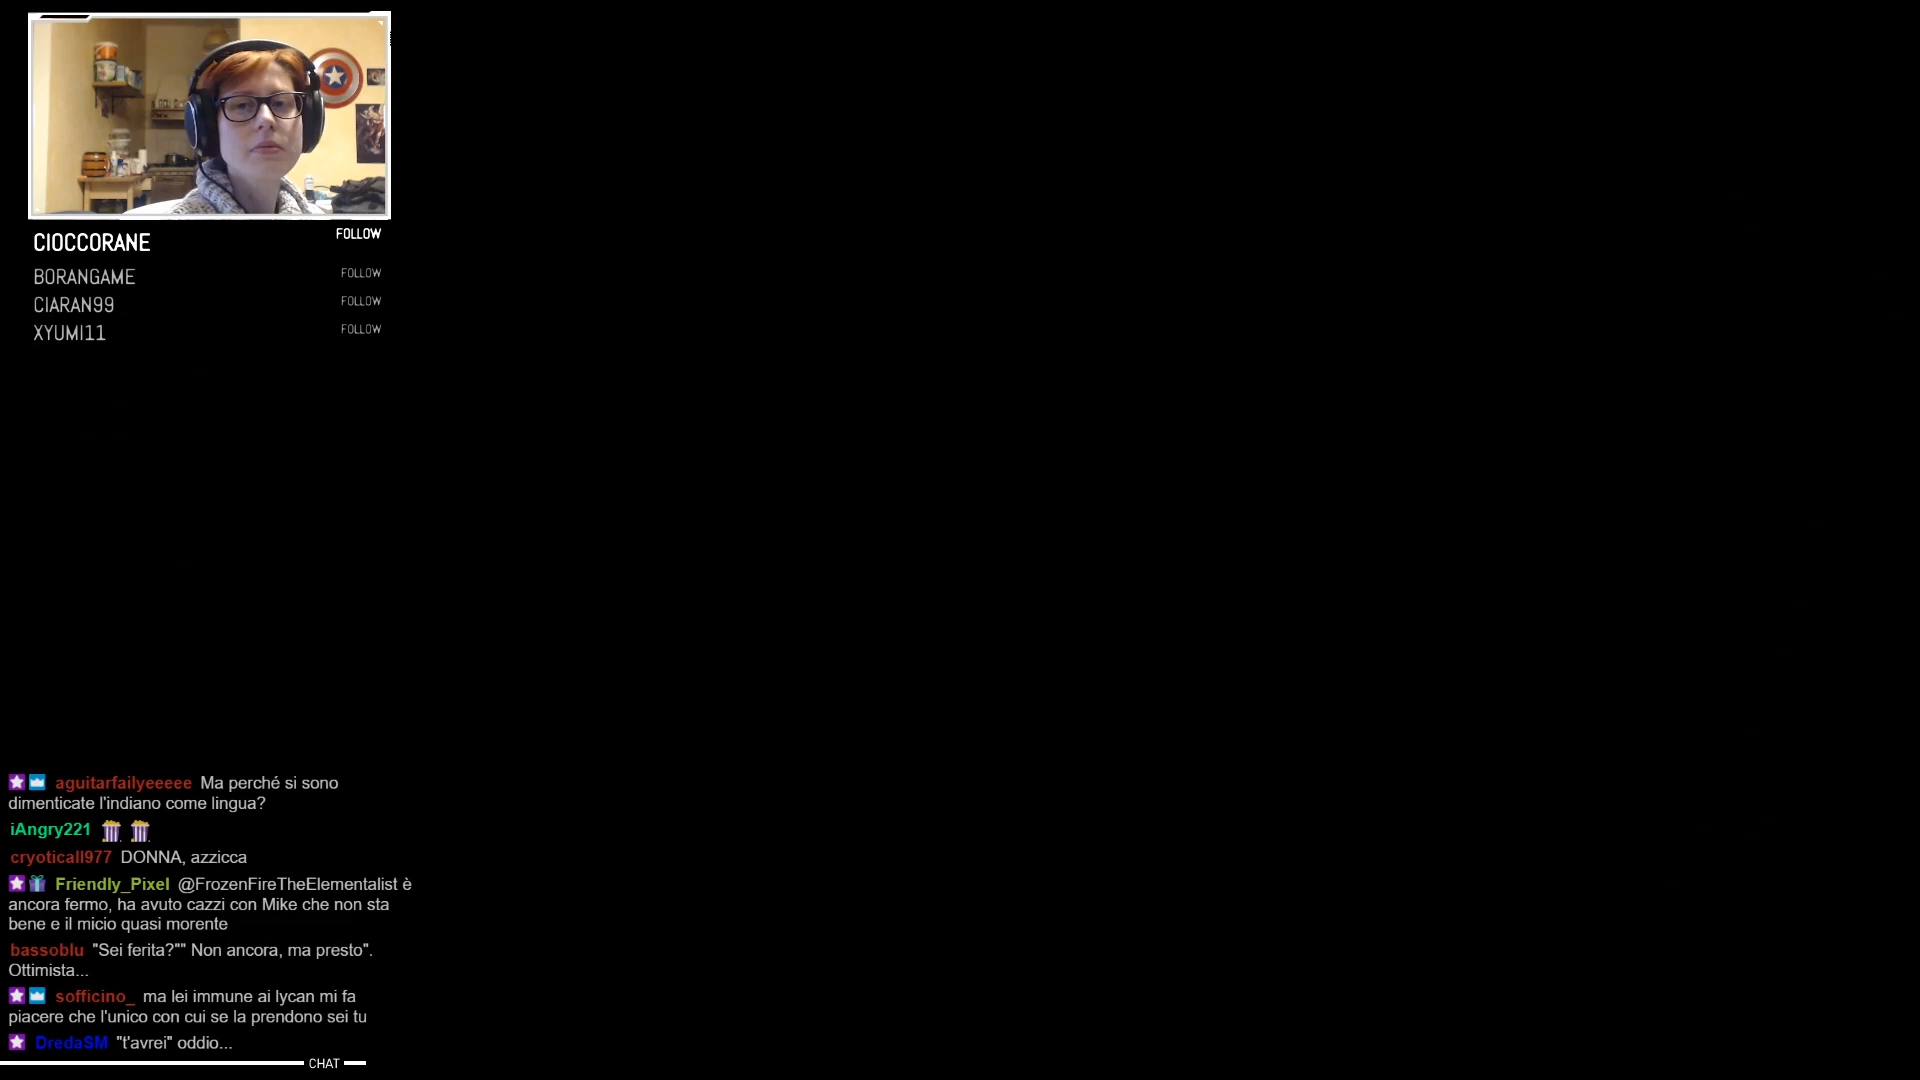 CIOCCORANE FOLLOW
BORANGAME FOLLOW
CIARAN99 FOLLOW
XYUMI11 FOLLOW
aguitarfailyeeeee Ma perché si sono
dimenticate l'indiano come lingua?
iAngry221
cryoticall977 DONNA, azzicca
Friendly_Pixel @FrozenFireTheElementalist è
ancora fermo, ha avuto cazzi con Mike che non sta
bene e il micio quasi morente
bassoblu "Sei ferita?"" Non ancora, ma presto".
Ottimista...
sofficino_ ma lei immune ai lycan mi fa
piacere che l'unico con cui se la prendono sei tu
DredaSM "t'avrei" oddio...
CHAT